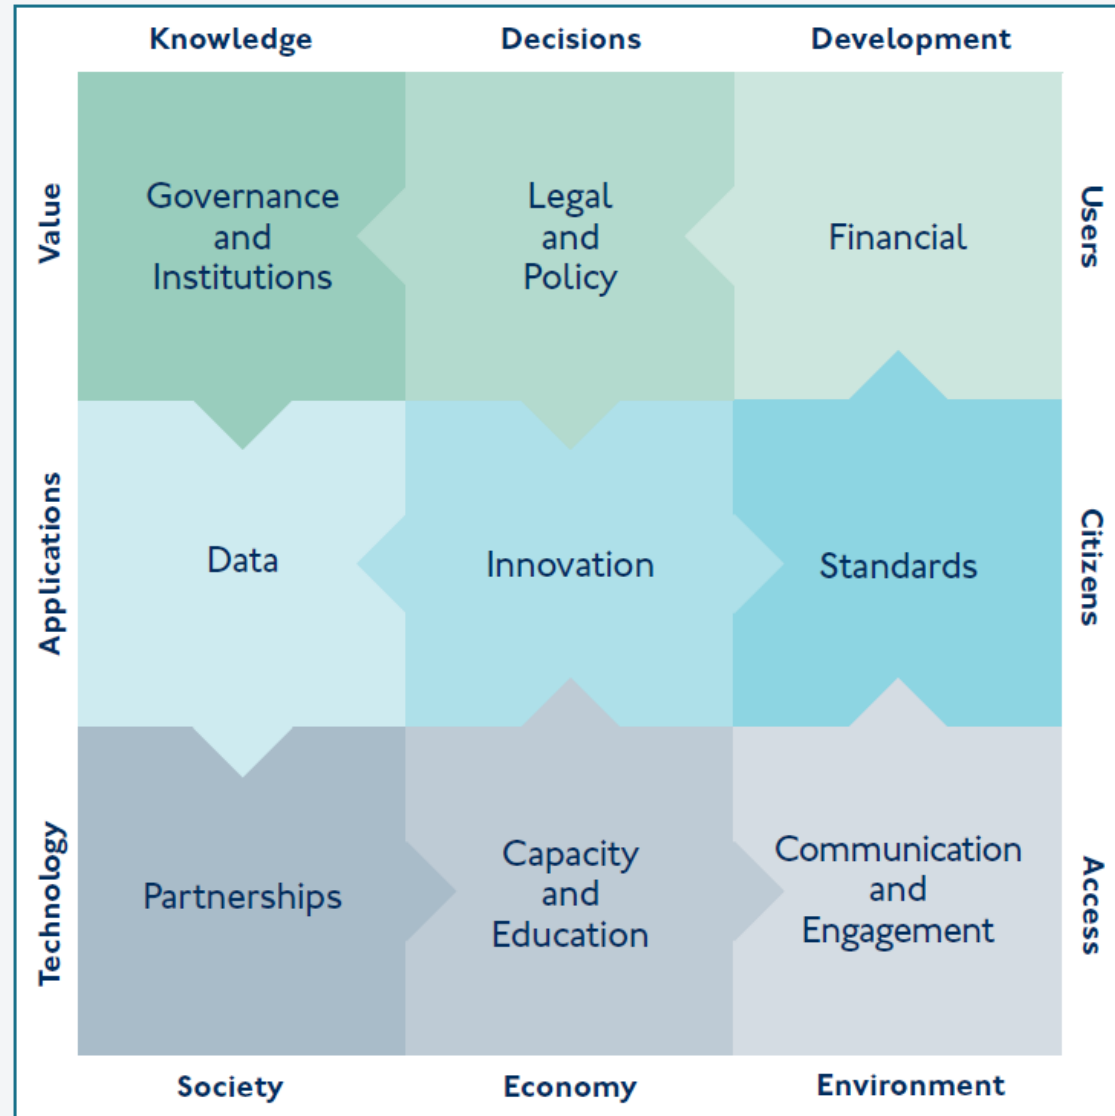 Knowledge
Decisions
Development
Value
Governance
and
Institutions
Legal
and
Policy
Financial
Users
Applications
Data
Innovation
Standards
Citizens
Technology
Partnerships
Capacity
and
Education
Communication
and
Engagement
Access
Society
Economy
Environment